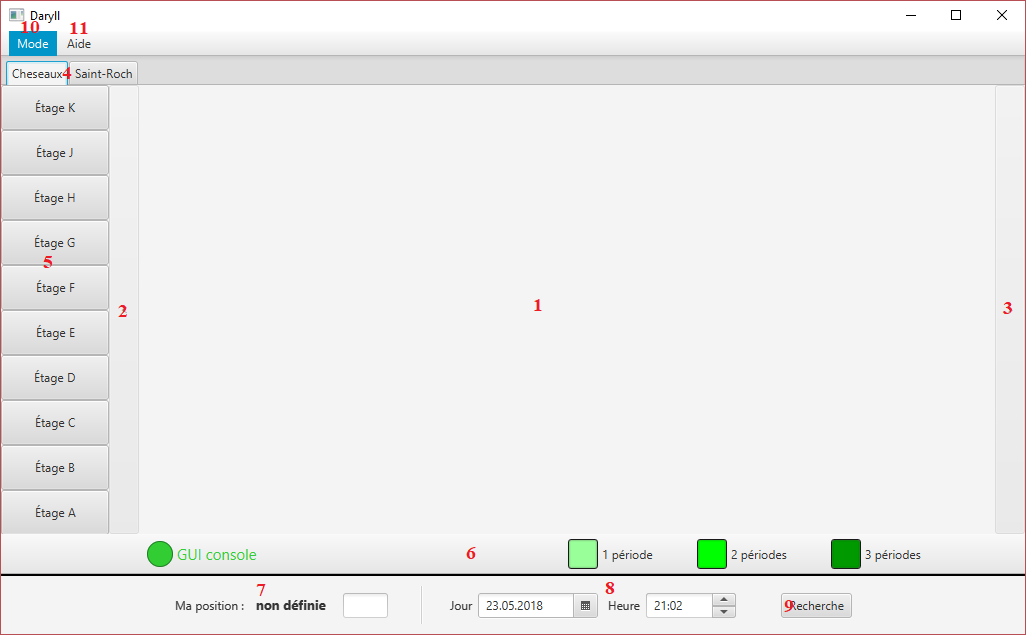 Daryll
10 11
Mode Aide
Cheseaux 4 Saint-Roch
Étage K
Étage J
Étage H
Étage G
5
Étage F
Étage E
Étage D
Étage C
Étage B
Étage A
2
1
3
GUI console
6
1 période
2 périodes
3 périodes
7
Ma position : non définie
8
Jour 23.05.2018 Heure 21:02
9 Recherche